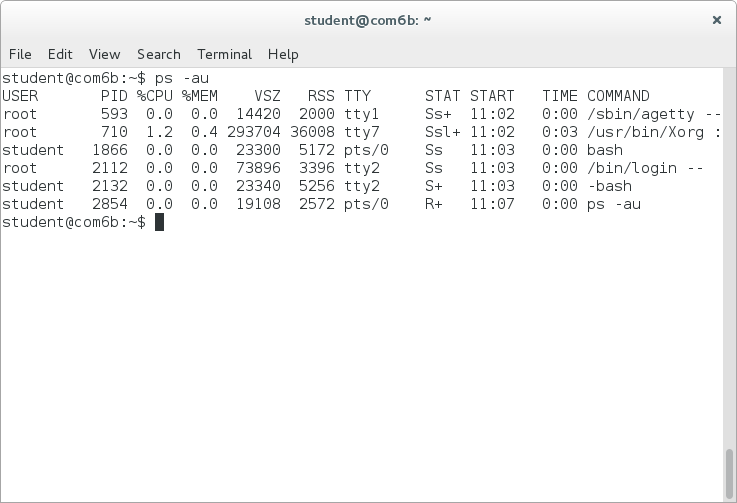 student@com6b: ~
File Edit View Search Terminal Help
student@com6b:~$ ps -au
USER       PID %CPU %MEM    VSZ   RSS TTY      STAT START   TIME COMMAND
root       593  0.0  0.0  14420  2000 tty1     Ss+  11:02   0:00 /sbin/agetty --
root       710  1.2  0.4 293704 36008 tty7     Ssl+ 11:02   0:03 /usr/bin/Xorg :
student   1866  0.0  0.0  23300  5172 pts/0    Ss   11:03   0:00 bash
root      2112  0.0  0.0  73896  3396 tty2     Ss   11:03   0:00 /bin/login --
student   2132  0.0  0.0  23340  5256 tty2     S+   11:03   0:00 -bash
student   2854  0.0  0.0  19108  2572 pts/0    R+   11:07   0:00 ps -au
student@com6b:~$